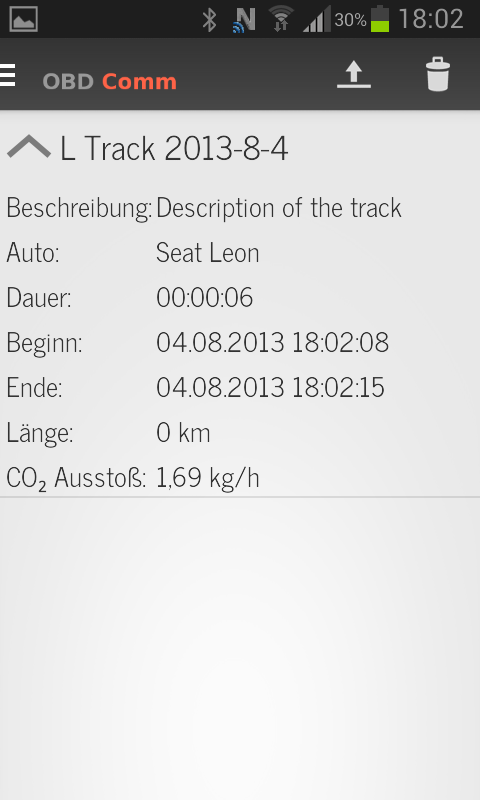 30% 18:02
OBD Comm
L Track 2013-8-4
Beschreibung: Description of the track
Auto: Seat Leon
Dauer: 00:00:06
Beginn: 04.08.2013 18:02:08
Ende: 04.08.2013 18:02:15
Länge: 0 km
CO₂ Ausstoß: 1,69 kg/h